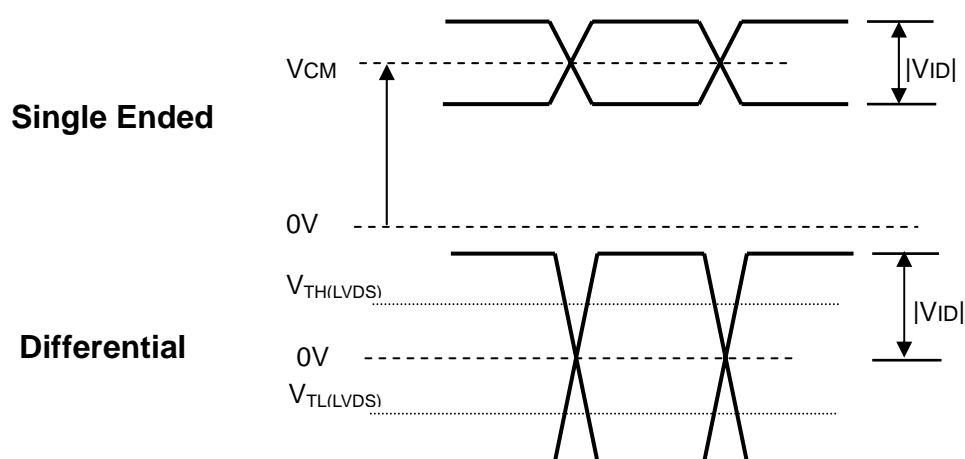 VCM
|VID|
Single Ended
0V
VTH(LVDS)
|VID|
Differential
0V
VTL(LVDS)